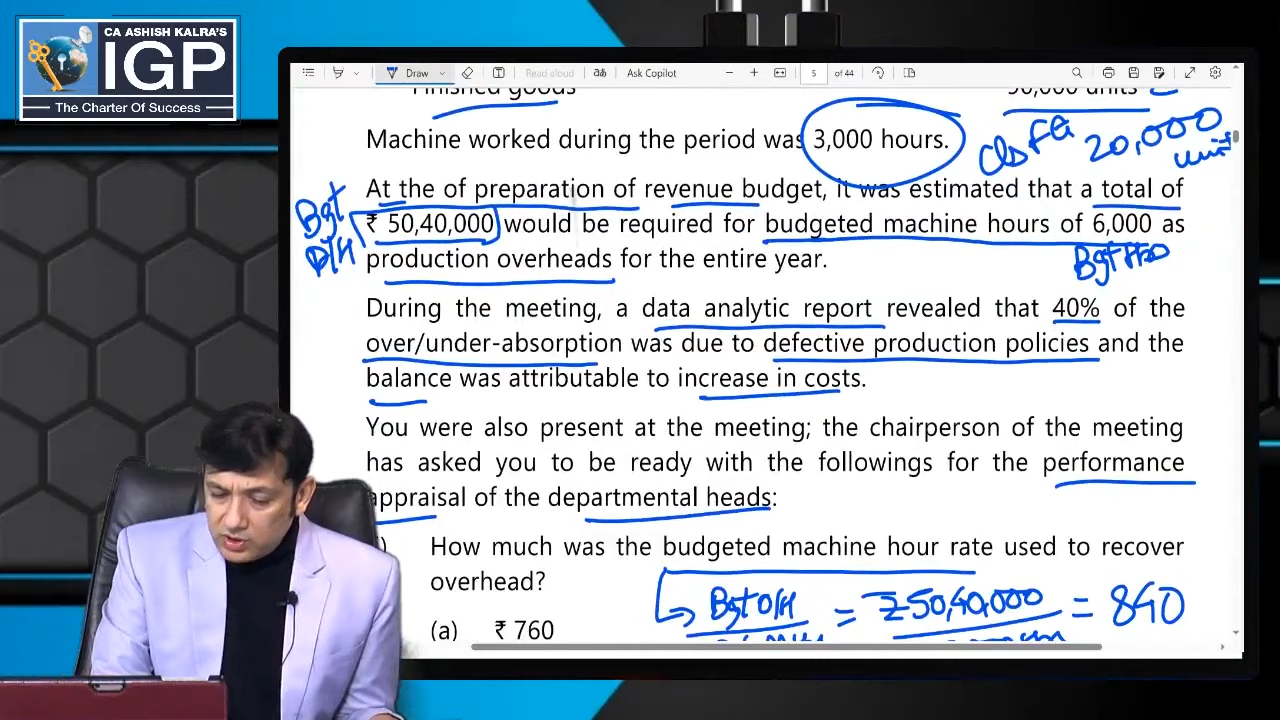 CA ASHISH KALRA'S
IGP
The Charter Of Success
Draw
Read aloud
Ask Copilot
5 of 44
Finished goods 90,000 units
Machine worked during the period was 3,000 hours.
Cls FG 20,000 units
At the of preparation of revenue budget, it was estimated that a total of
Bgt O/H
₹ 50,40,000 would be required for budgeted machine hours of 6,000 as
production overheads for the entire year.
During the meeting, a data analytic report revealed that 40% of the
over/under-absorption was due to defective production policies and the
balance was attributable to increase in costs.
You were also present at the meeting; the chairperson of the meeting
has asked you to be ready with the followings for the performance
appraisal of the departmental heads:
How much was the budgeted machine hour rate used to recover
overhead?
Bgt O/H = ₹50,40,000 = 840
(a) ₹ 760